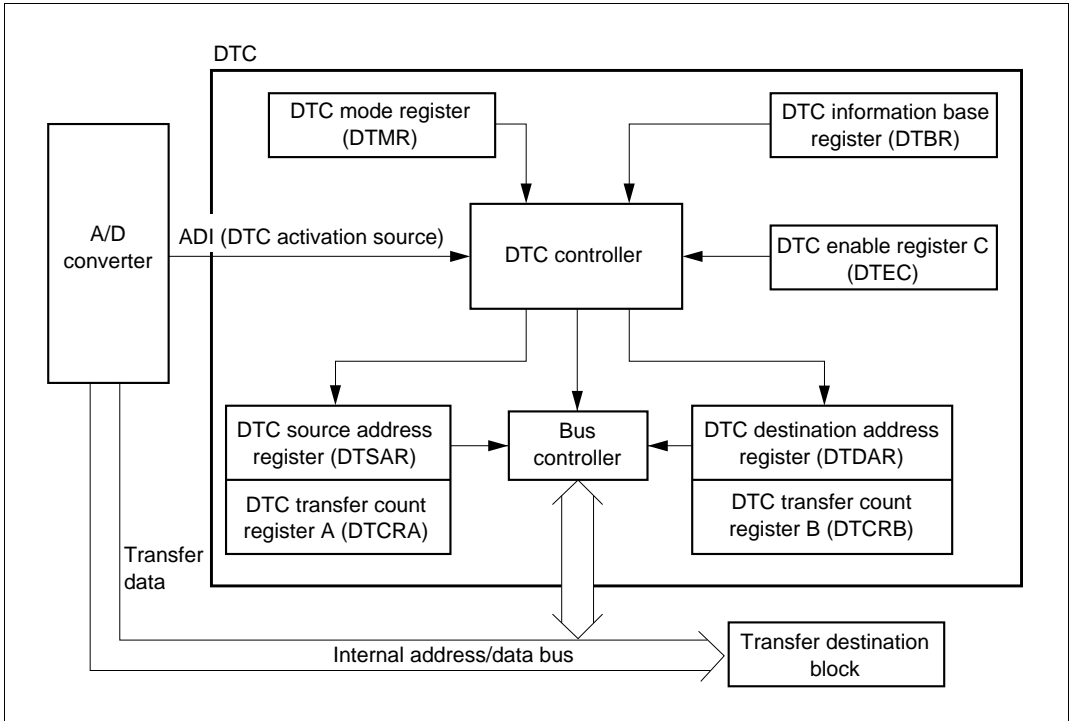 DTC
DTC mode register
(DTMR)
DTC information base
register (DTBR)
A/D
converter
ADI (DTC activation source)
DTC controller
DTC enable register C
(DTEC)
DTC source address
register (DTSAR)
Bus
controller
DTC destination address
register (DTDAR)
DTC transfer count
register A (DTCRA)
DTC transfer count
register B (DTCRB)
Transfer
data
Internal address/data bus
Transfer destination
block